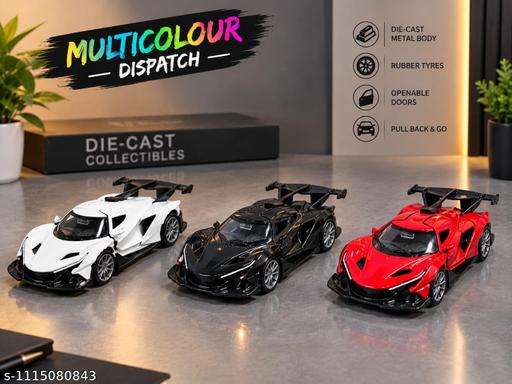 MULTICOLOUR
— DISPATCH —
DIE-CAST
METAL BODY
RUBBER TYRES
OPENABLE
DOORS
PULL BACK & GO
DIE-CAST
COLLECTIBLES
s-1115080843